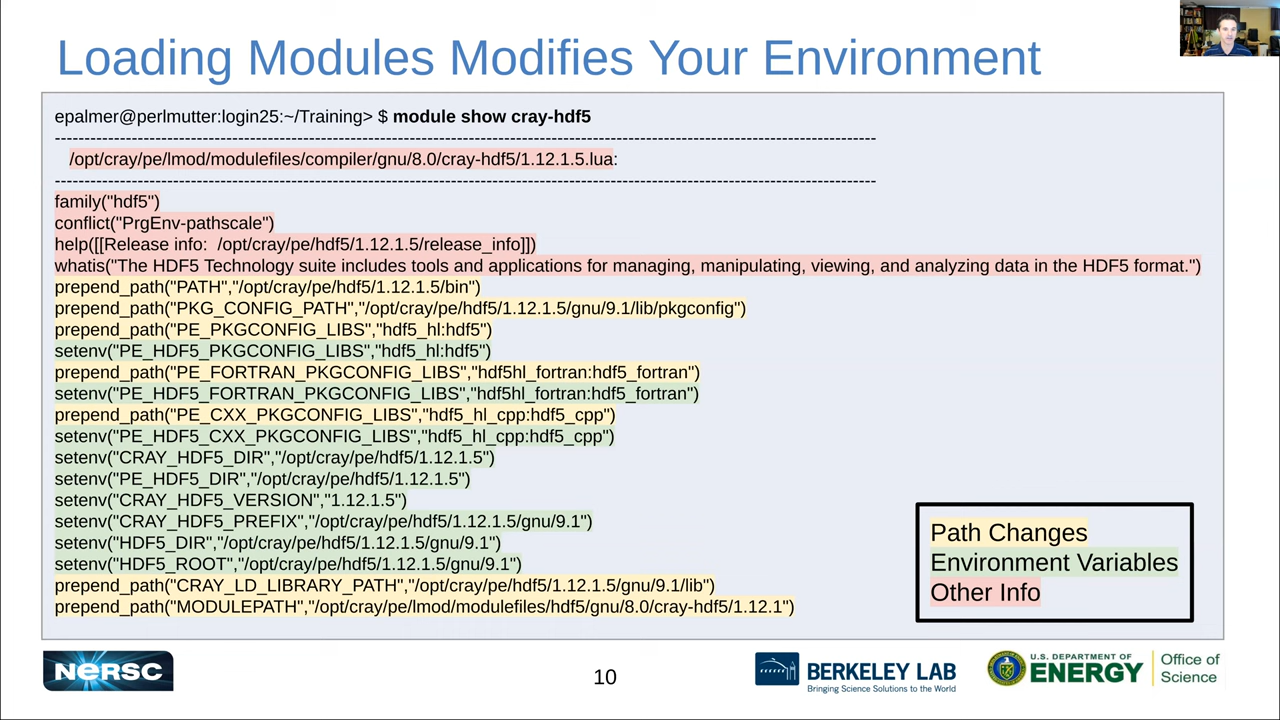 Loading Modules Modifies Your Environment
epalmer@perlmutter:login25:~/Training> $ module show cray-hdf5
-----------------------------------------------------------------------------------------------------------------------------------------
/opt/cray/pe/lmod/modulefiles/compiler/gnu/8.0/cray-hdf5/1.12.1.5.lua:
-----------------------------------------------------------------------------------------------------------------------------------------
family("hdf5")
conflict("PrgEnv-pathscale")
help([[Release info:  /opt/cray/pe/hdf5/1.12.1.5/release_info]])
whatis("The HDF5 Technology suite includes tools and applications for managing, manipulating, viewing, and analyzing data in the HDF5 format.")
prepend_path("PATH","/opt/cray/pe/hdf5/1.12.1.5/bin")
prepend_path("PKG_CONFIG_PATH","/opt/cray/pe/hdf5/1.12.1.5/gnu/9.1/lib/pkgconfig")
prepend_path("PE_PKGCONFIG_LIBS","hdf5_hl:hdf5")
setenv("PE_HDF5_PKGCONFIG_LIBS","hdf5_hl:hdf5")
prepend_path("PE_FORTRAN_PKGCONFIG_LIBS","hdf5hl_fortran:hdf5_fortran")
setenv("PE_HDF5_FORTRAN_PKGCONFIG_LIBS","hdf5hl_fortran:hdf5_fortran")
prepend_path("PE_CXX_PKGCONFIG_LIBS","hdf5_hl_cpp:hdf5_cpp")
setenv("PE_HDF5_CXX_PKGCONFIG_LIBS","hdf5_hl_cpp:hdf5_cpp")
setenv("CRAY_HDF5_DIR","/opt/cray/pe/hdf5/1.12.1.5")
setenv("PE_HDF5_DIR","/opt/cray/pe/hdf5/1.12.1.5")
setenv("CRAY_HDF5_VERSION","1.12.1.5")
setenv("CRAY_HDF5_PREFIX","/opt/cray/pe/hdf5/1.12.1.5/gnu/9.1")
setenv("HDF5_DIR","/opt/cray/pe/hdf5/1.12.1.5/gnu/9.1")
setenv("HDF5_ROOT","/opt/cray/pe/hdf5/1.12.1.5/gnu/9.1")
prepend_path("CRAY_LD_LIBRARY_PATH","/opt/cray/pe/hdf5/1.12.1.5/gnu/9.1/lib")
prepend_path("MODULEPATH","/opt/cray/pe/lmod/modulefiles/hdf5/gnu/8.0/cray-hdf5/1.12.1")
Path Changes
Environment Variables
Other Info
NERSC
10
BERKELEY LAB
Bringing Science Solutions to the World
U.S. DEPARTMENT OF
ENERGY
Office of
Science